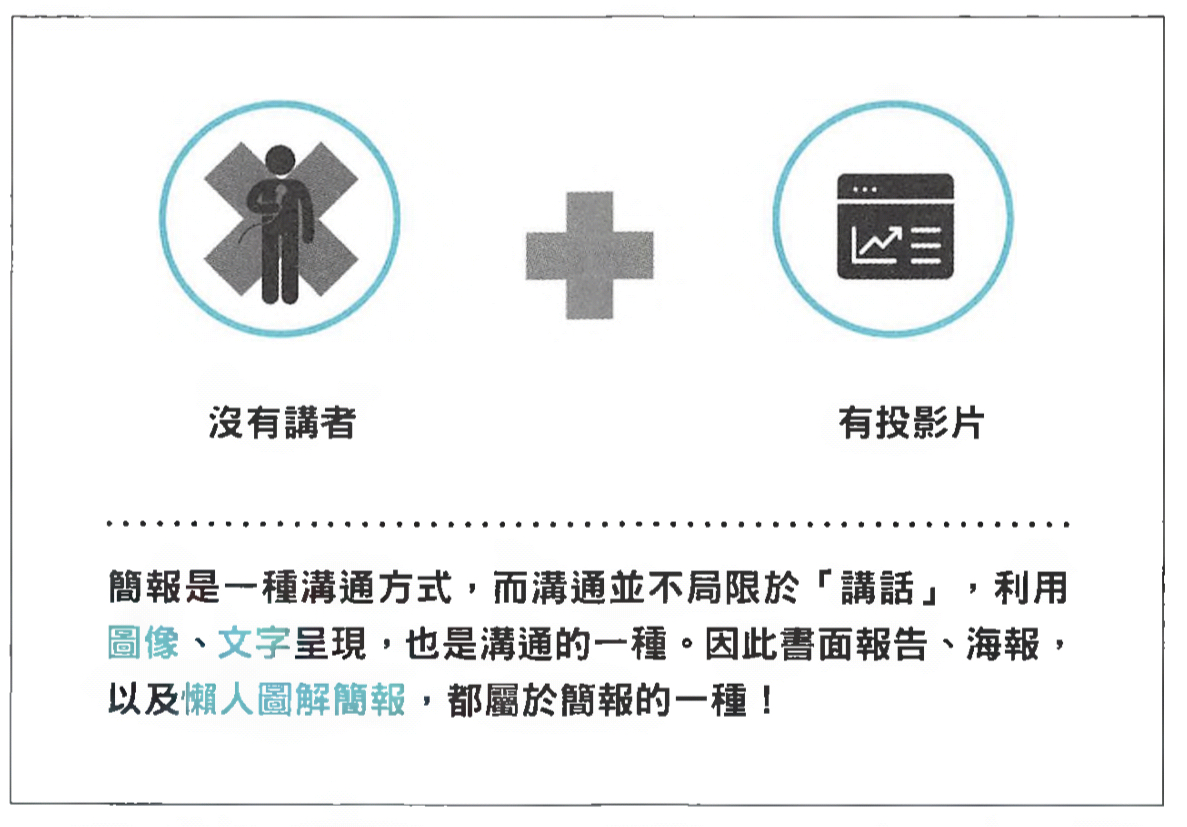 沒有講者
有投影片
簡報是一種溝通方式，而溝通並不局限於「講話」，利用
圖像、文字呈現，也是溝通的一種。因此書面報告、海報，
以及懶人圖解簡報，都屬於簡報的一種！